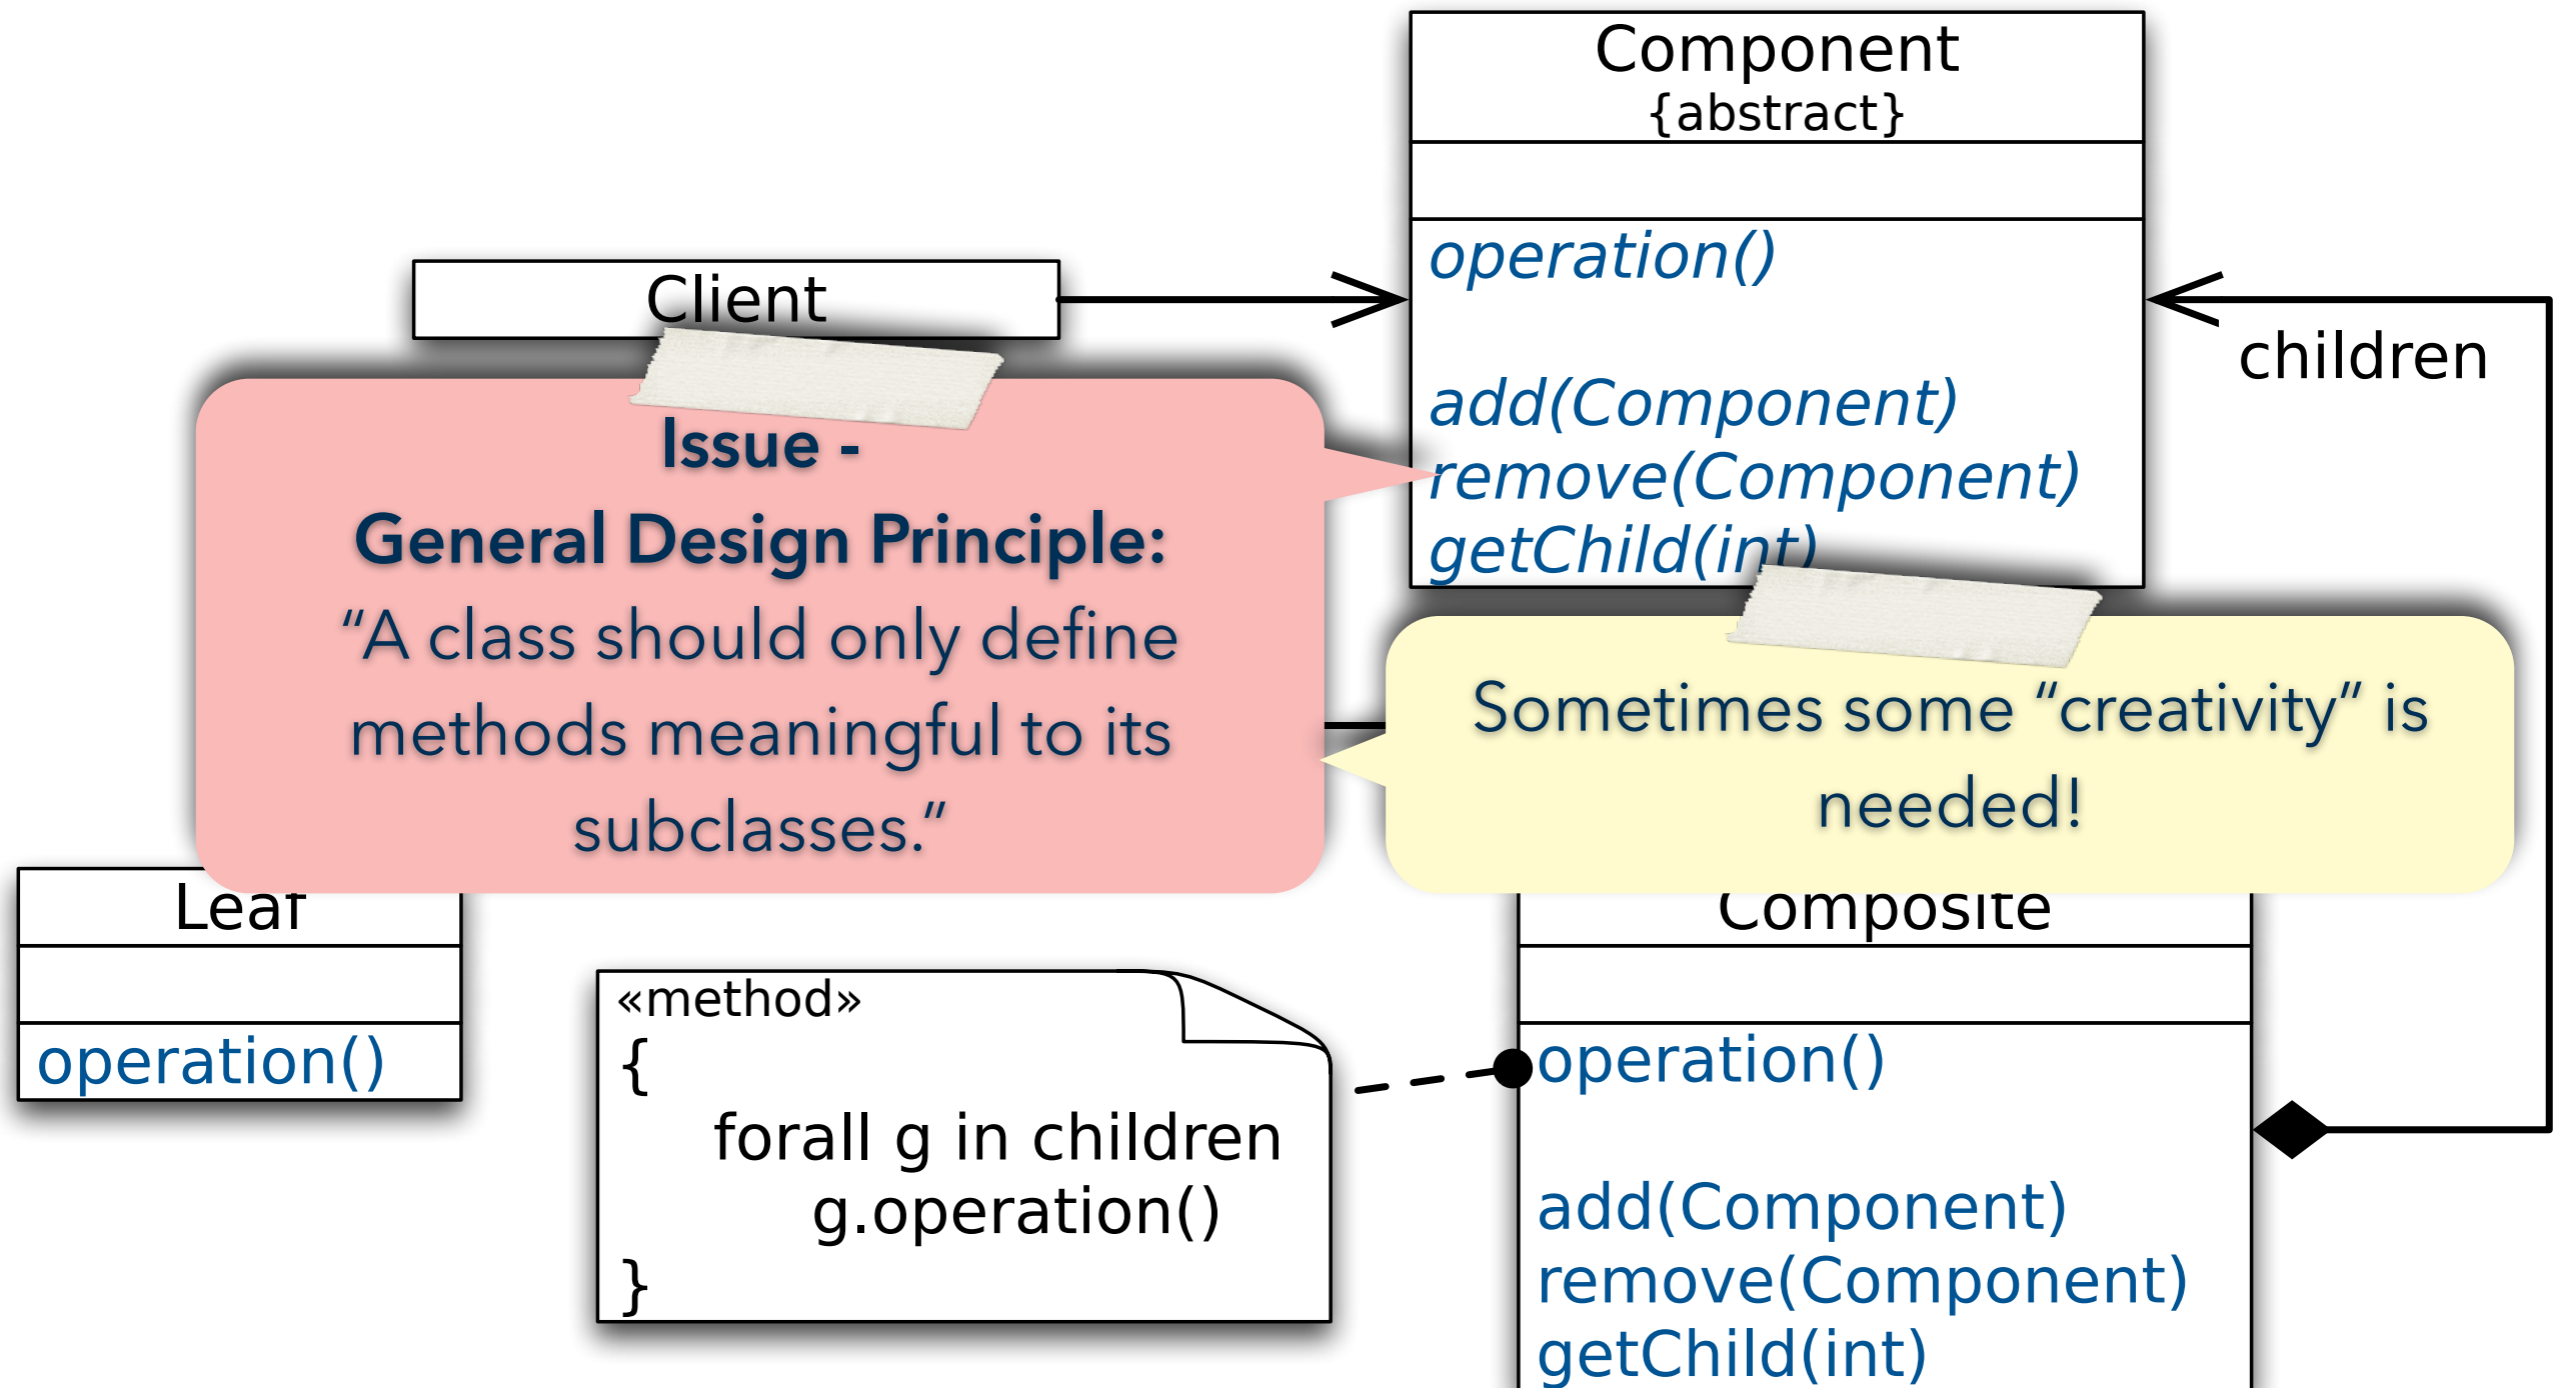 Component
{abstract}
operation()
add(Component)
remove(Component)
getChild(int)
Client
children
Issue -
General Design Principle:
“A class should only define
methods meaningful to its
subclasses.“
Sometimes some “creativity” is
needed!
Leaf
operation()
«method»
{
forall g in children
g.operation()
}
Composite
operation()
add(Component)
remove(Component)
getChild(int)